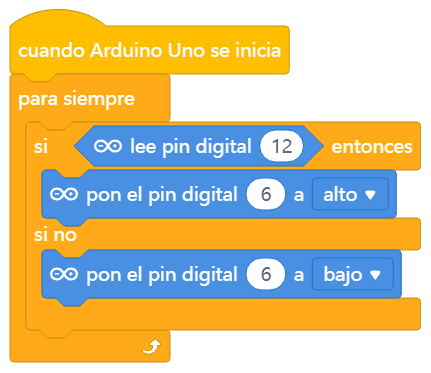 cuando Arduino Uno se inicia
para siempre
si lee pin digital 12 entonces
pon el pin digital 6 a alto
si no
pon el pin digital 6 a bajo